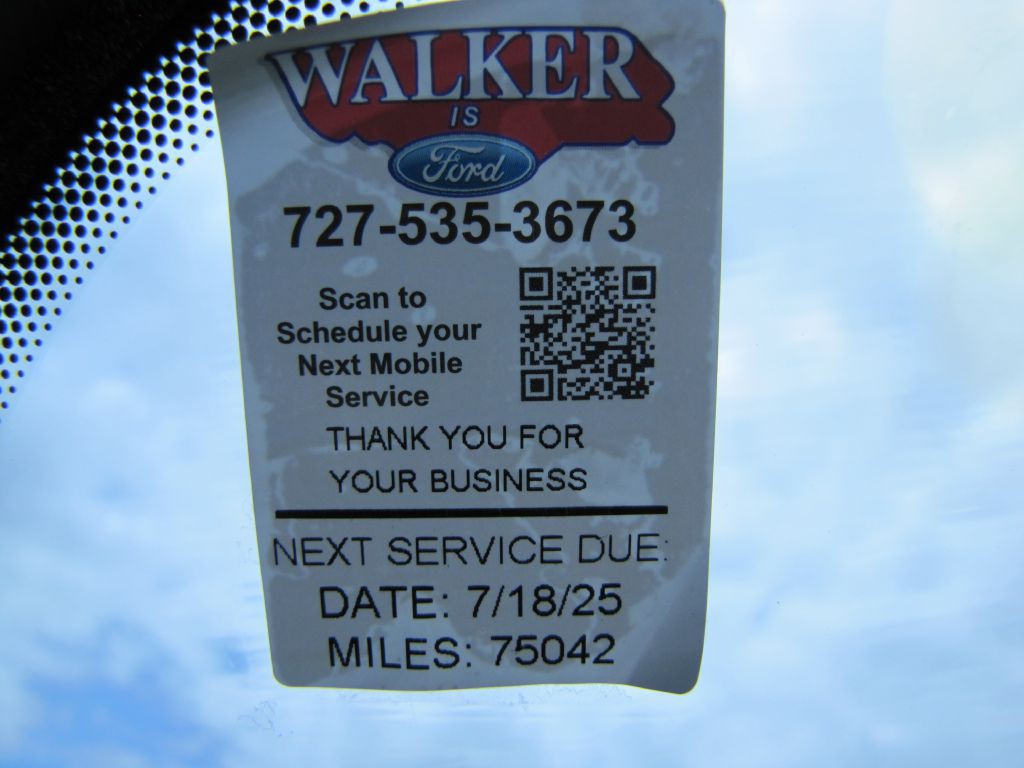 WALKER
IS
Ford
727-535-3673
Scan to
Schedule your
Next Mobile
Service
THANK YOU FOR
YOUR BUSINESS
NEXT SERVICE DUE:
DATE: 7/18/25
MILES: 75042